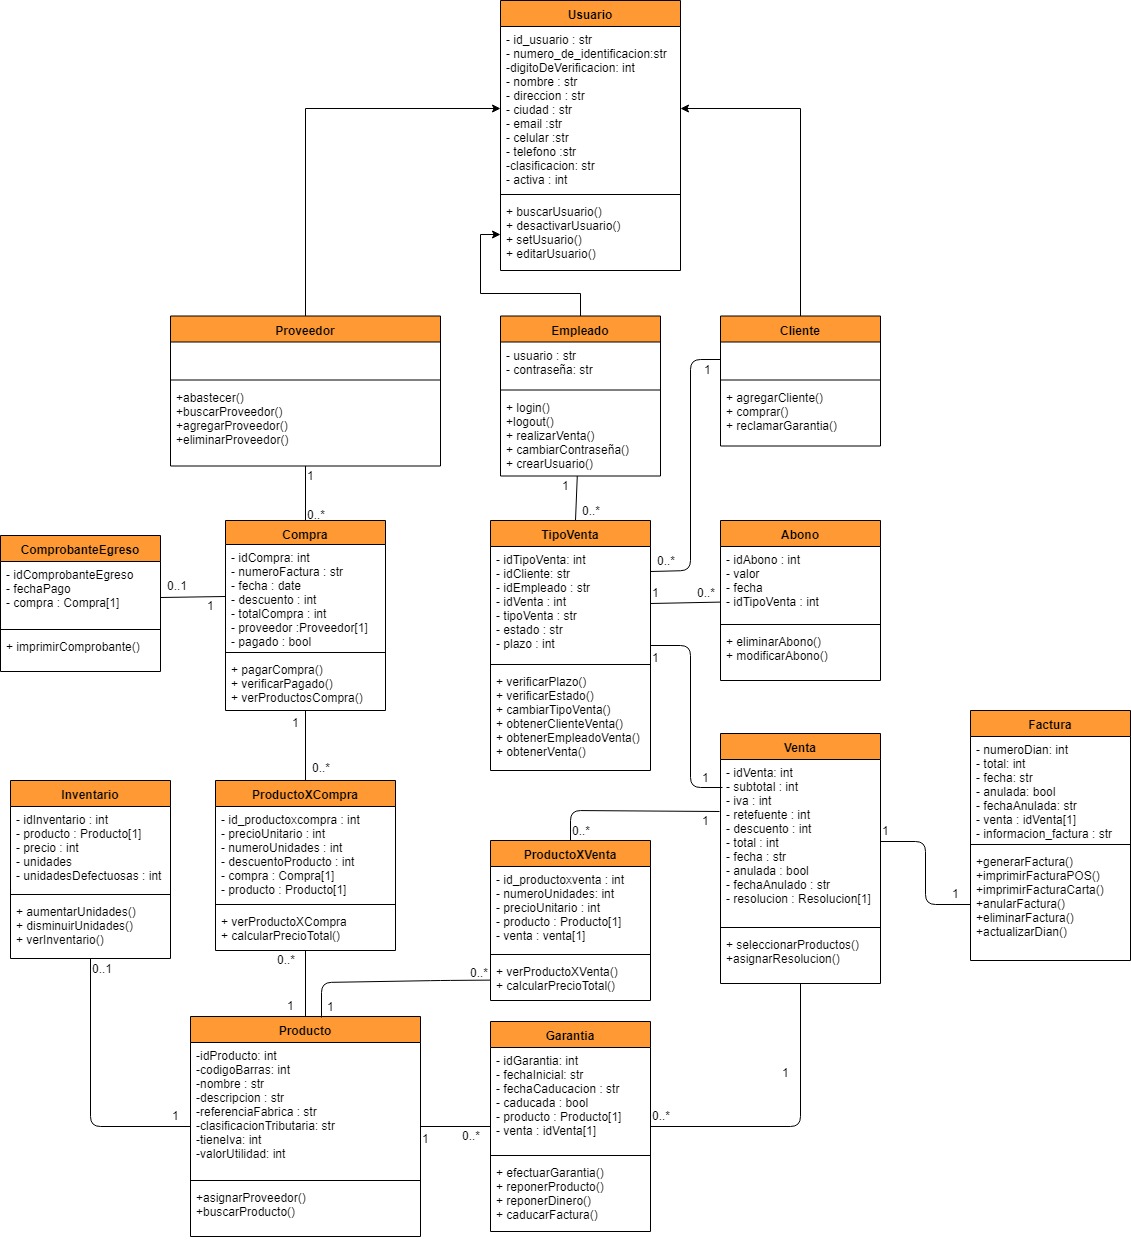 Usuario
- id_usuario : str
- numero_de_identificacion:str
-digitoDeVerificacion: int
- nombre : str
- direccion : str
- ciudad : str
- email :str
- celular :str
- telefono :str
-clasificacion: str
- activa : int
+ buscarUsuario()
+ desactivarUsuario()
+ setUsuario()
+ editarUsuario()
Proveedor
+abastecer()
+buscarProveedor()
+agregarProveedor()
+eliminarProveedor()
1
0..*
Empleado
- usuario : str
- contraseña: str
+ login()
+logout()
+ realizarVenta()
+ cambiarContraseña()
+ crearUsuario()
1
0..*
Cliente
+ agregarCliente()
+ comprar()
+ reclamarGarantia()
1
0..*
ComprobanteEgreso
- idComprobanteEgreso
- fechaPago
- compra : Compra[1]
+ imprimirComprobante()
0..1
1
Compra
- idCompra: int
- numeroFactura : str
- fecha : date
- descuento : int
- totalCompra : int
- proveedor :Proveedor[1]
- pagado : bool
+ pagarCompra()
+ verificarPagado()
+ verProductosCompra()
1
0..*
TipoVenta
- idTipoVenta: int
- idCliente: str
- idEmpleado : str
- idVenta : int
- tipoVenta : str
- estado : str
- plazo : int
+ verificarPlazo()
+ verificarEstado()
+ cambiarTipoVenta()
+ obtenerClienteVenta()
+ obtenerEmpleadoVenta()
+ obtenerVenta()
1
0..*
1
1
Abono
- idAbono : int
- valor
- fecha
- idTipoVenta : int
+ eliminarAbono()
+ modificarAbono()
Factura
- numeroDian: int
- total: int
- fecha: str
- anulada: bool
- fechaAnulada: str
- venta : idVenta[1]
- informacion_factura : str
+generarFactura()
+imprimirFacturaPOS()
+imprimirFacturaCarta()
+anularFactura()
+eliminarFactura()
+actualizarDian()
Venta
- idVenta: int
- subtotal : int
- iva : int
- retefuente : int
- descuento : int
- total : int
- fecha : str
- anulada : bool
- fechaAnulado : str
- resolucion : Resolucion[1]
+ seleccionarProductos()
+asignarResolucion()
1
1
1
0..*
Inventario
- idInventario : int
- producto : Producto[1]
- precio : int
- unidades
- unidadesDefectuosas : int
+ aumentarUnidades()
+ disminuirUnidades()
+ verInventario()
0..1
1
ProductoXCompra
- id_productoxcompra : int
- precioUnitario : int
- numeroUnidades : int
- descuentoProducto : int
- compra : Compra[1]
- producto : Producto[1]
+ verProductoXCompra
+ calcularPrecioTotal()
0..*
1
ProductoXVenta
- id_productoxventa : int
- numeroUnidades: int
- precioUnitario : int
- producto : Producto[1]
- venta : venta[1]
+ verProductoXVenta()
+ calcularPrecioTotal()
0..*
1
Producto
-idProducto: int
-codigoBarras: int
-nombre : str
-descripcion : str
-referenciaFabrica : str
-clasificacionTributaria: str
-tieneIva: int
-valorUtilidad: int
+asignarProveedor()
+buscarProducto()
1
0..*
Garantia
- idGarantia: int
- fechaInicial: str
- fechaCaducacion : str
- caducada : bool
- producto : Producto[1]
- venta : idVenta[1]
+ efectuarGarantia()
+ reponerProducto()
+ reponerDinero()
+ caducarFactura()
1
0..*